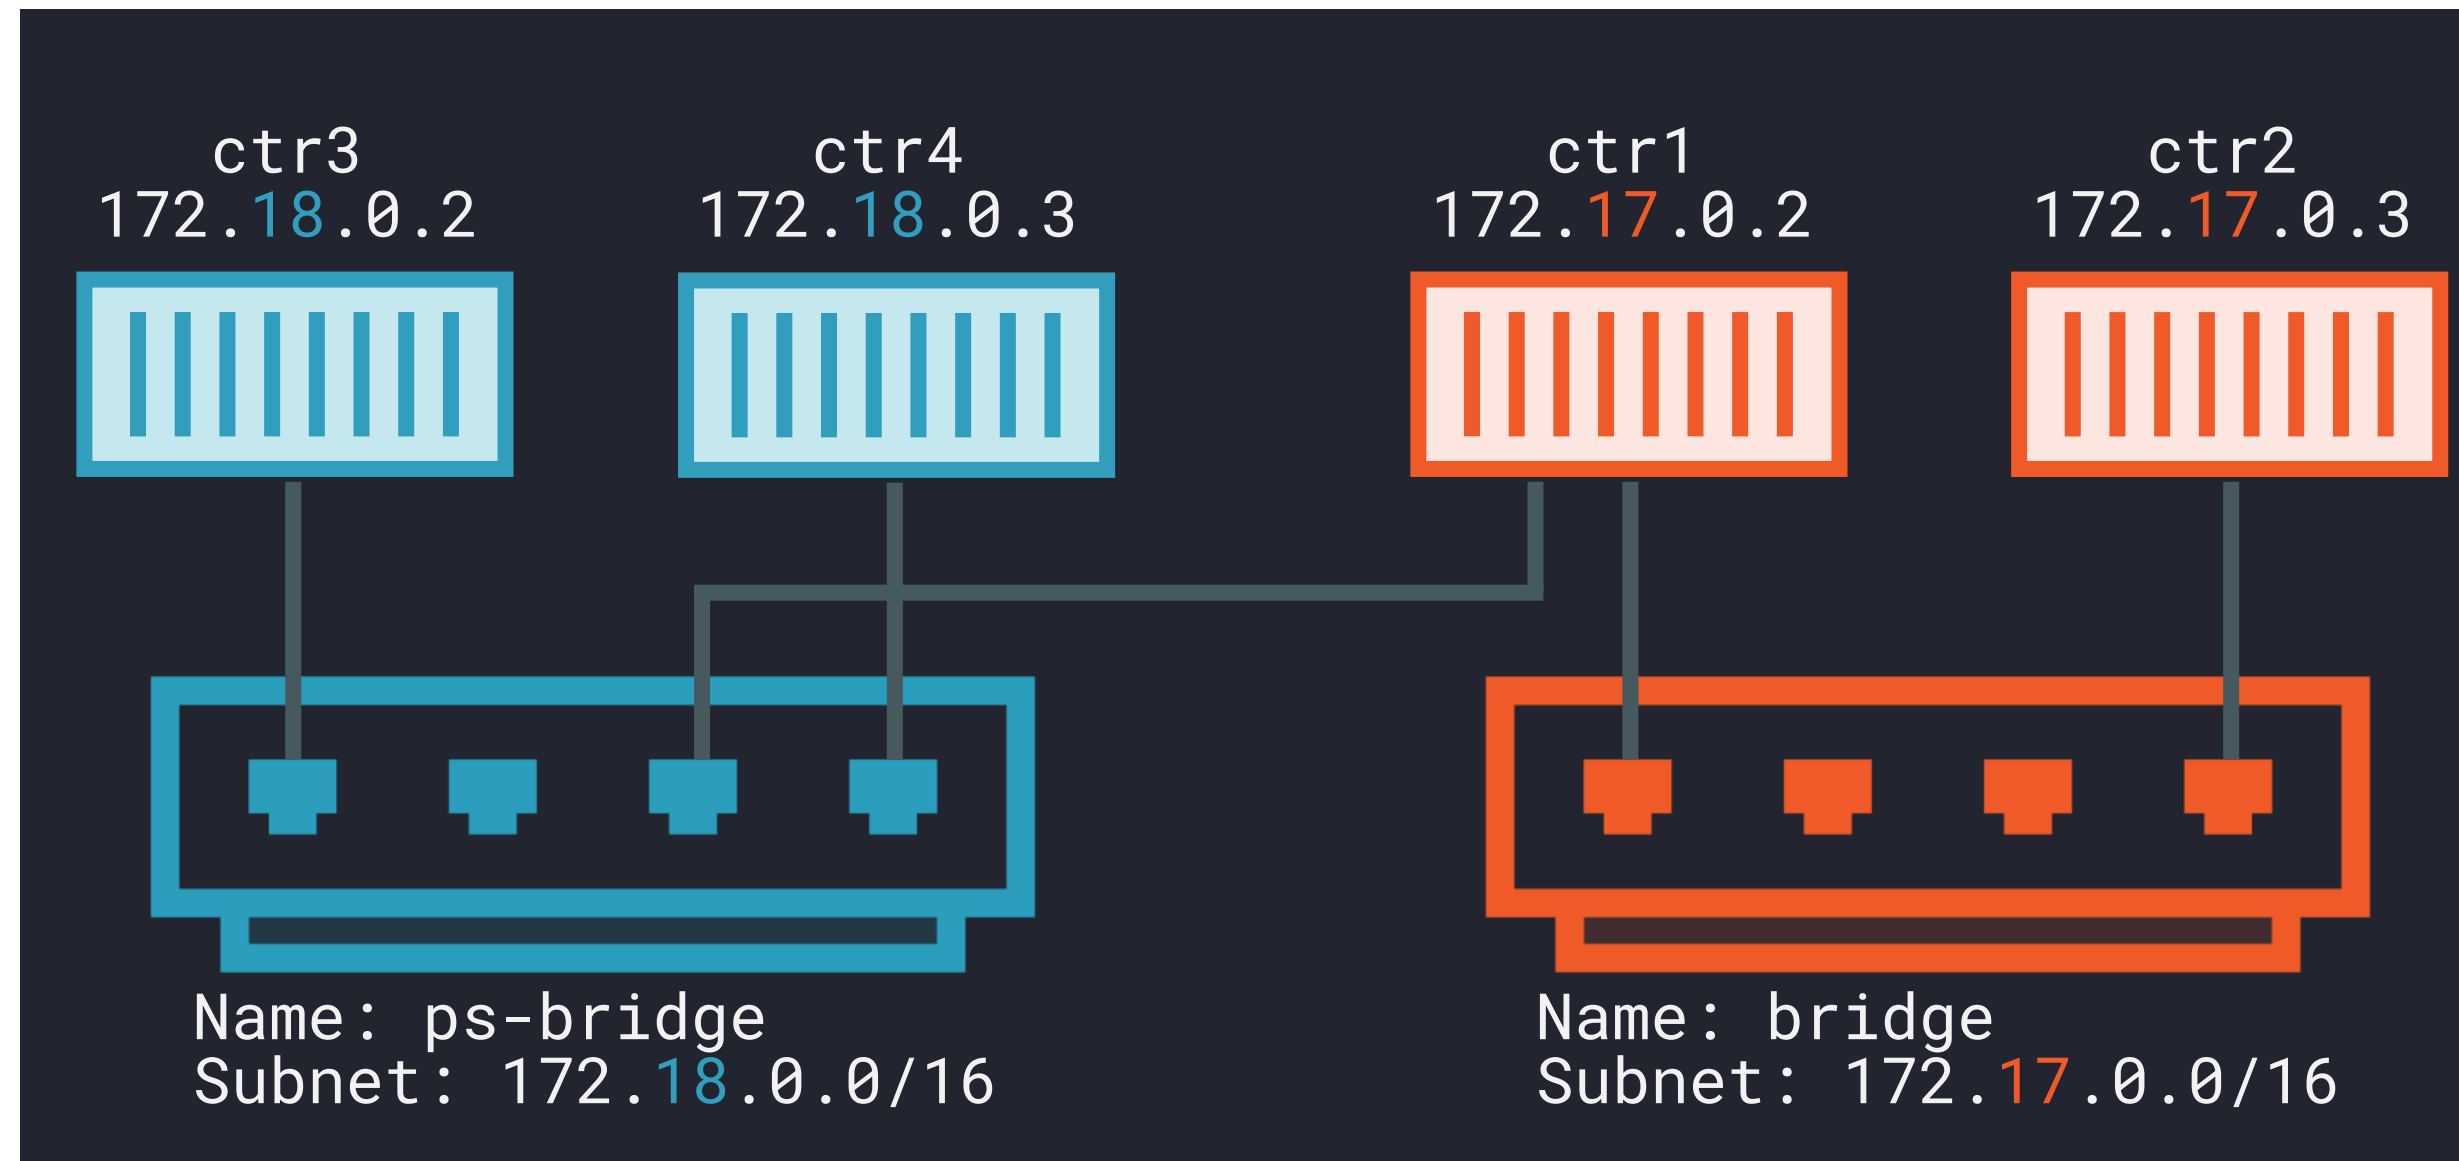 ctr3
172.18.0.2
ctr4
172.18.0.3
ctr1
172.17.0.2
ctr2
172.17.0.3
Name: ps-bridge
Subnet: 172.18.0.0/16
Name: bridge
Subnet: 172.17.0.0/16